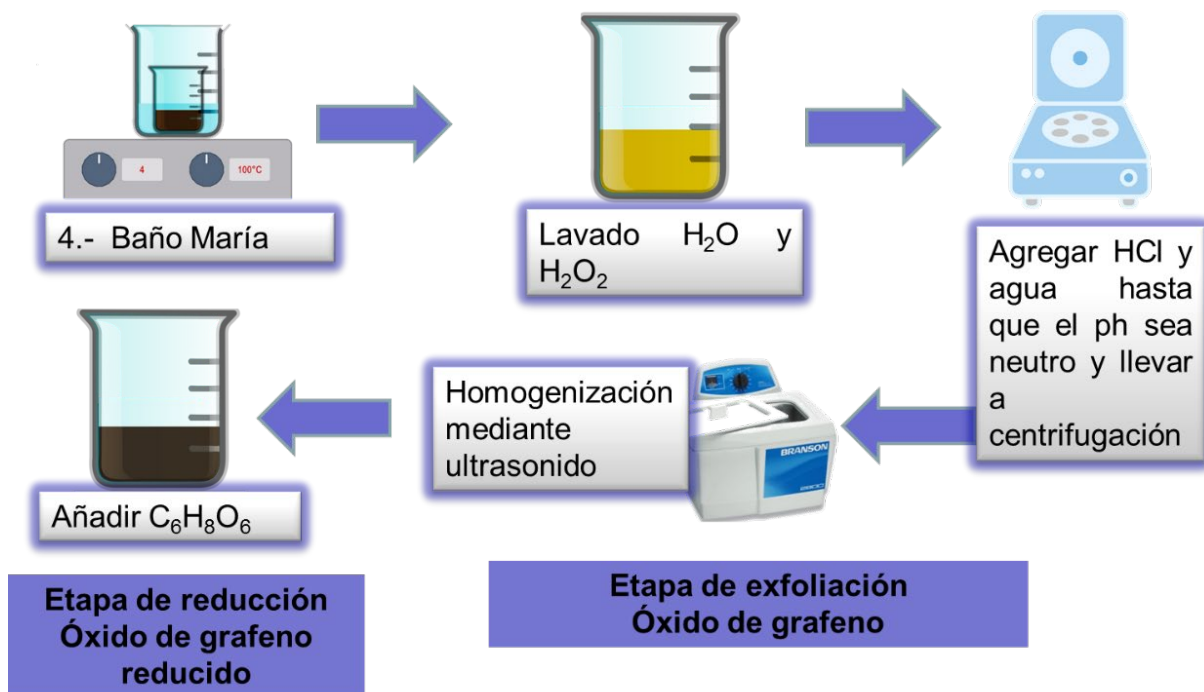 4
100°C
4.- Baño María
Lavado H₂O y
H₂O₂
Agregar HCl y
agua hasta
que el ph sea
neutro y llevar
a
centrifugación
Homogenización
mediante
ultrasonido
BRANSON
2800
Añadir C₆H₈O₆
Etapa de reducción
Óxido de grafeno
reducido
Etapa de exfoliación
Óxido de grafeno